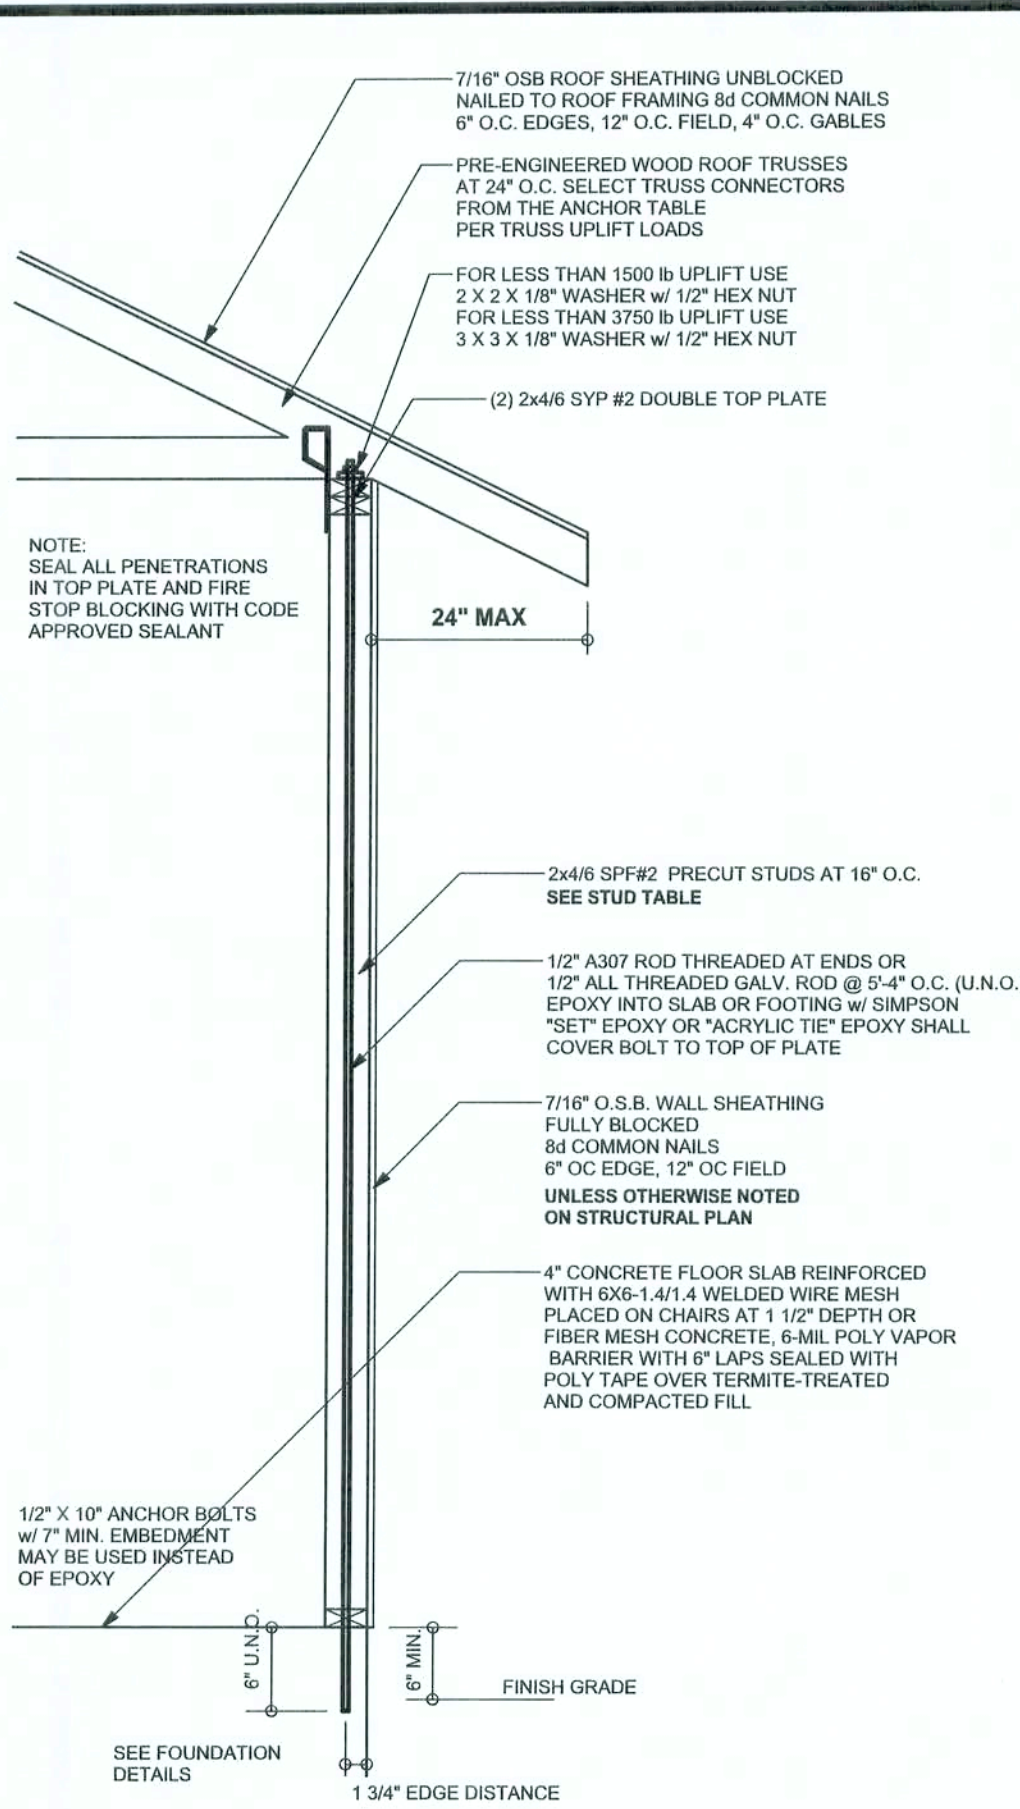 7/16" OSB ROOF SHEATHING UNBLOCKED
NAILED TO ROOF FRAMING 8d COMMON NAILS
6" O.C. EDGES, 12" O.C. FIELD, 4" O.C. GABLES
PRE-ENGINEERED WOOD ROOF TRUSSES
AT 24" O.C. SELECT TRUSS CONNECTORS
FROM THE ANCHOR TABLE
PER TRUSS UPLIFT LOADS
FOR LESS THAN 1500 lb UPLIFT USE
2 X 2 X 1/8" WASHER w/ 1/2" HEX NUT
FOR LESS THAN 3750 lb UPLIFT USE
3 X 3 X 1/8" WASHER w/ 1/2" HEX NUT
(2) 2x4/6 SYP #2 DOUBLE TOP PLATE
NOTE:
SEAL ALL PENETRATIONS
IN TOP PLATE AND FIRE
STOP BLOCKING WITH CODE
APPROVED SEALANT
24" MAX
2x4/6 SPF#2 PRECUT STUDS AT 16" O.C.
SEE STUD TABLE
1/2" A307 ROD THREADED AT ENDS OR
1/2" ALL THREADED GALV. ROD @ 5'-4" O.C. (U.N.O.
EPOXY INTO SLAB OR FOOTING w/ SIMPSON
"SET" EPOXY OR "ACRYLIC TIE" EPOXY SHALL
COVER BOLT TO TOP OF PLATE
7/16" O.S.B. WALL SHEATHING
FULLY BLOCKED
8d COMMON NAILS
6" OC EDGE, 12" OC FIELD
UNLESS OTHERWISE NOTED
ON STRUCTURAL PLAN
4" CONCRETE FLOOR SLAB REINFORCED
WITH 6X6-1.4/1.4 WELDED WIRE MESH
PLACED ON CHAIRS AT 1 1/2" DEPTH OR
FIBER MESH CONCRETE, 6-MIL POLY VAPOR
BARRIER WITH 6" LAPS SEALED WITH
POLY TAPE OVER TERMITE-TREATED
AND COMPACTED FILL
1/2" X 10" ANCHOR BOLTS
w/ 7" MIN. EMBEDMENT
MAY BE USED INSTEAD
OF EPOXY
6" U.N.O.
6" MIN.
FINISH GRADE
SEE FOUNDATION
DETAILS
1 3/4" EDGE DISTANCE